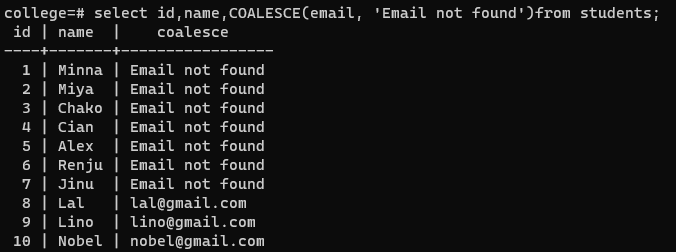 college=# select id,name,COALESCE(email, 'Email not found')from students;
 id | name  |    coalesce
----+-------+-----------------
  1 | Minna | Email not found
  2 | Miya  | Email not found
  3 | Chako | Email not found
  4 | Cian  | Email not found
  5 | Alex  | Email not found
  6 | Renju | Email not found
  7 | Jinu  | Email not found
  8 | Lal   | lal@gmail.com
  9 | Lino  | lino@gmail.com
 10 | Nobel | nobel@gmail.com